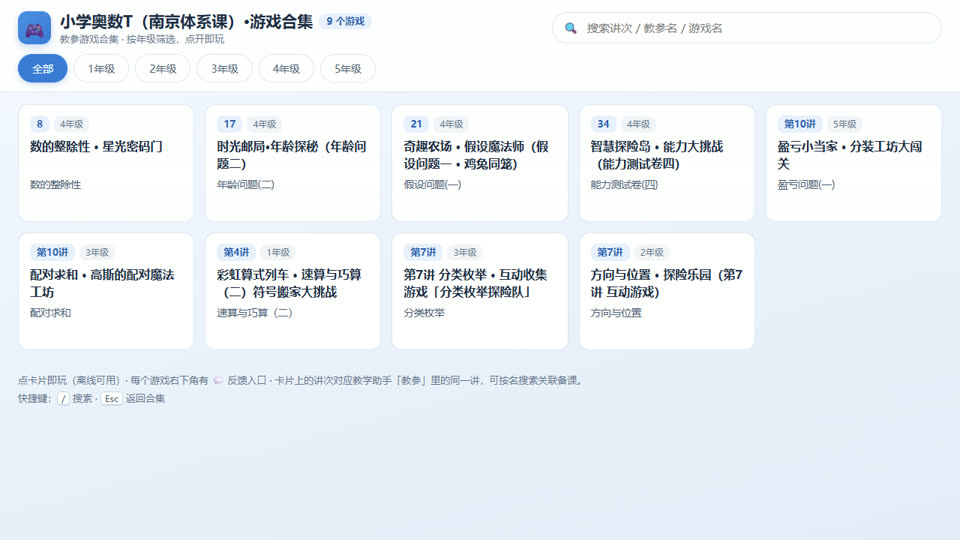 小学奥数T（南京体系课）·游戏合集 9 个游戏
教参游戏合集 · 按年级筛选，点开即玩
搜索讲次 / 教参名 / 游戏名
全部 1年级 2年级 3年级 4年级 5年级
8 4年级
数的整除性 · 星光密码门
数的整除性
17 4年级
时光邮局·年龄探秘（年龄问
题二）
年龄问题(二)
21 4年级
奇趣农场 · 假设魔法师（假
设问题一 · 鸡兔同笼）
假设问题(一)
34 4年级
智慧探险岛 · 能力大挑战
（能力测试卷四）
能力测试卷(四)
第10讲 5年级
盈亏小当家 · 分装工坊大闯
关
盈亏问题(一)
第10讲 3年级
配对求和 · 高斯的配对魔法
工坊
配对求和
第4讲 1年级
彩虹算式列车 · 速算与巧算
（二）符号搬家大挑战
速算与巧算（二）
第7讲 3年级
第7讲 分类枚举 · 互动收集
游戏「分类枚举探险队」
分类枚举
第7讲 2年级
方向与位置 · 探险乐园（第7
讲 互动游戏）
方向与位置
点卡片即玩（离线可用）· 每个游戏右下角有 反馈入口 · 卡片上的讲次对应教学助手「教参」里的同一讲，可按名搜索关联备课。
快捷键： / 搜索 · Esc 返回合集